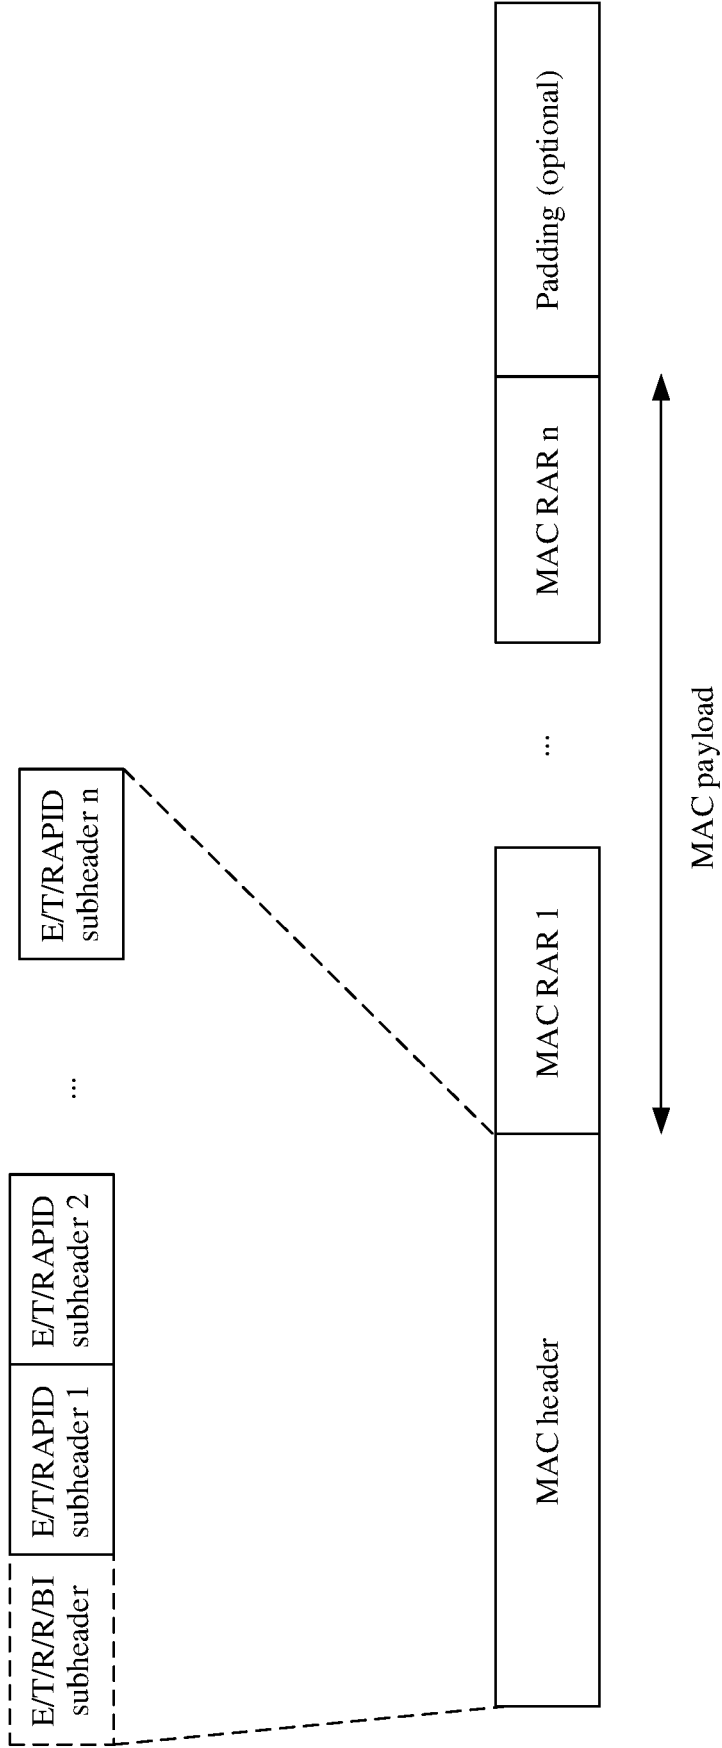 E/T/R/R/BI
subheader
E/T/RAPID
subheader 1
E/T/RAPID
subheader 2
...
E/T/RAPID
subheader n
MAC header
MAC RAR 1
...
MAC RAR n
Padding (optional)
MAC payload